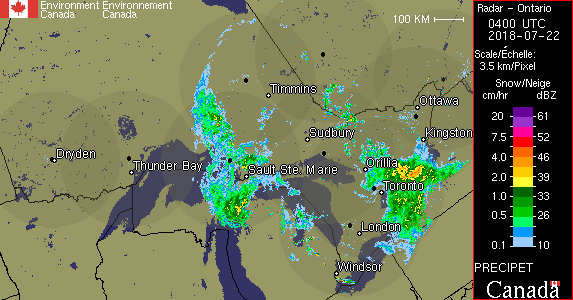 Environment Environnement
Canada Canada
100 KM
Timmins
Ottawa
Sudbury
Kingston
Dryden
Thunder Bay
Sault Ste. Marie
Orillia
Toronto
London
Windsor
Radar - Ontario
0400 UTC
2018-07-22
Scale/Échelle:
3.5 km/Pixel
Snow/Neige
cm/hr dBZ
20 61
7.5 52
4.0 46
2.0 39
1.0 33
0.5 26
0.1 10
PRECIPET
Canada